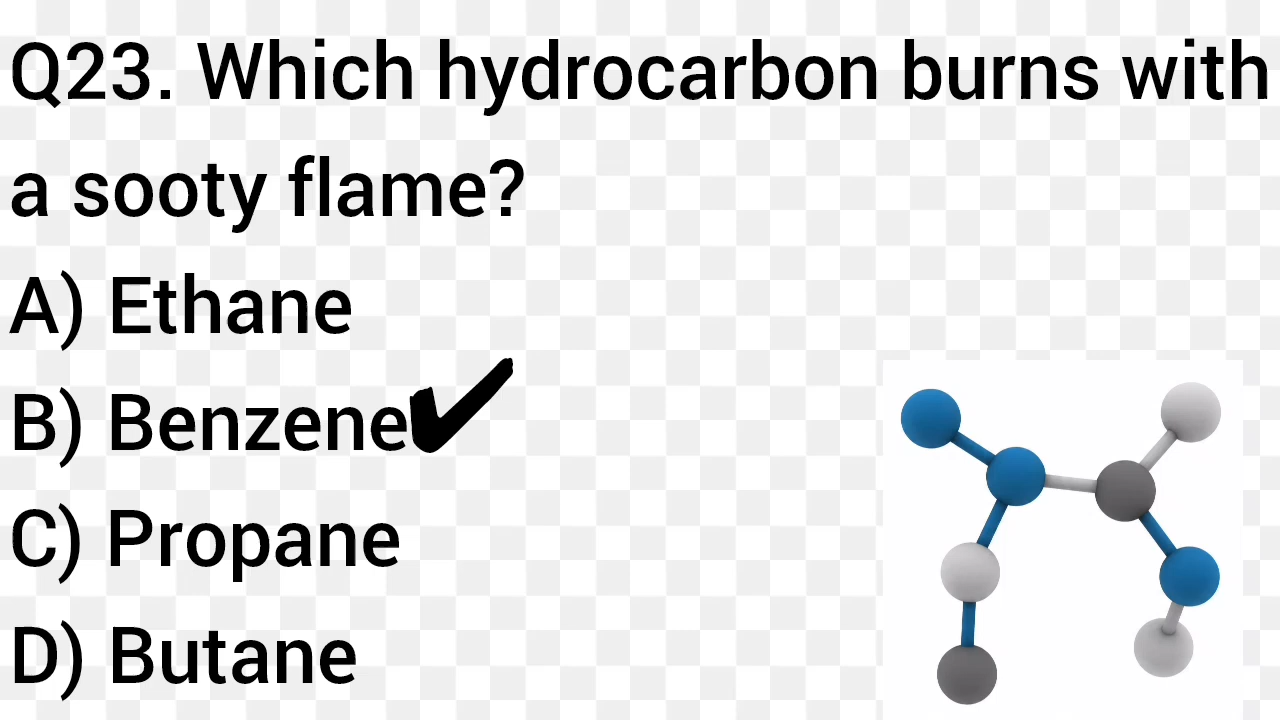 Q23. Which hydrocarbon burns with
a sooty flame?
A) Ethane
B) Benzene✔
C) Propane
D) Butane